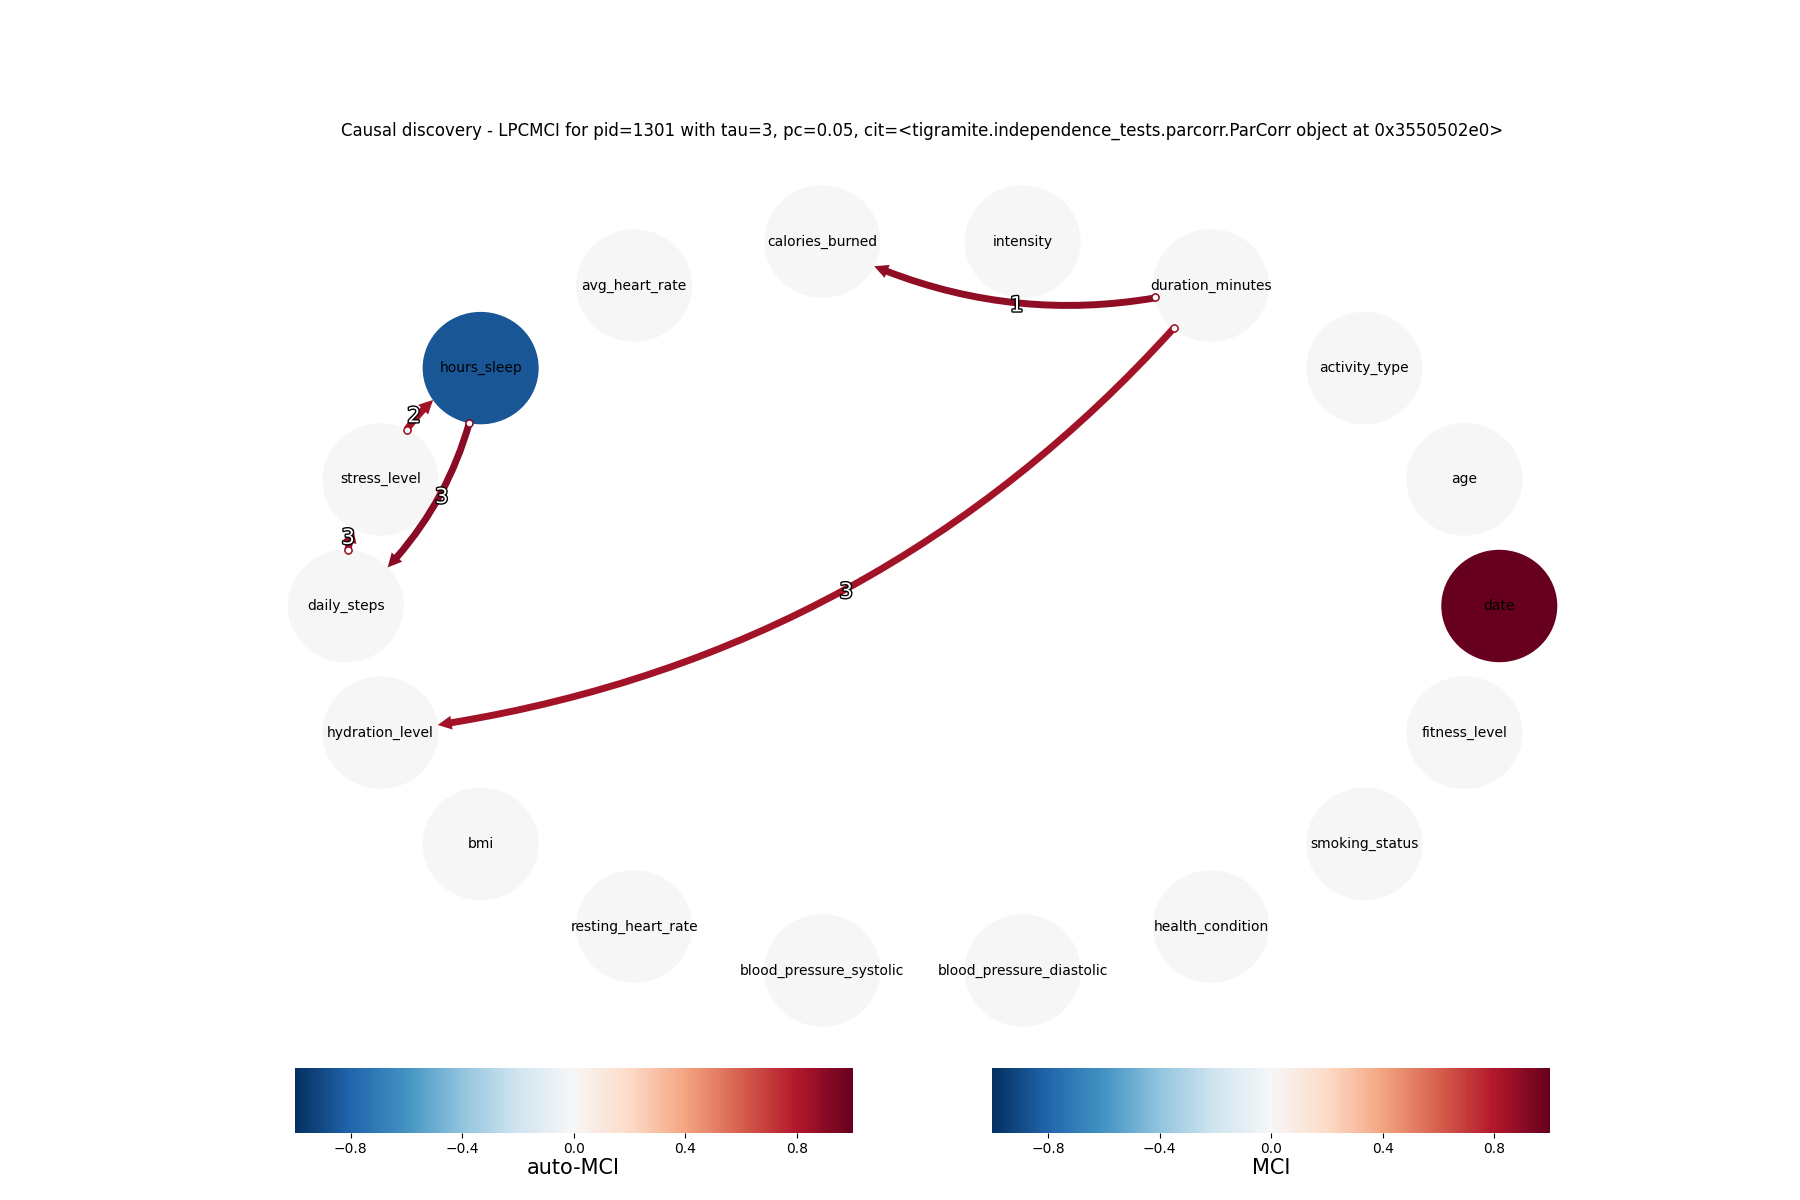 Causal discovery - LPCMCI for pid=1301 with tau=3, pc=0.05, cit=<tigramite.independence_tests.parcorr.ParCorr object at 0x3550502e0>
calories_burned
intensity
avg_heart_rate
duration_minutes
1
hours_sleep
activity_type
2
stress_level
age
3
3
3
daily_steps
date
hydration_level
fitness_level
bmi
smoking_status
resting_heart_rate
health_condition
blood_pressure_systolic
blood_pressure_diastolic
−0.8 −0.4 0.0 0.4 0.8
auto-MCI
−0.8 −0.4 0.0 0.4 0.8
MCI